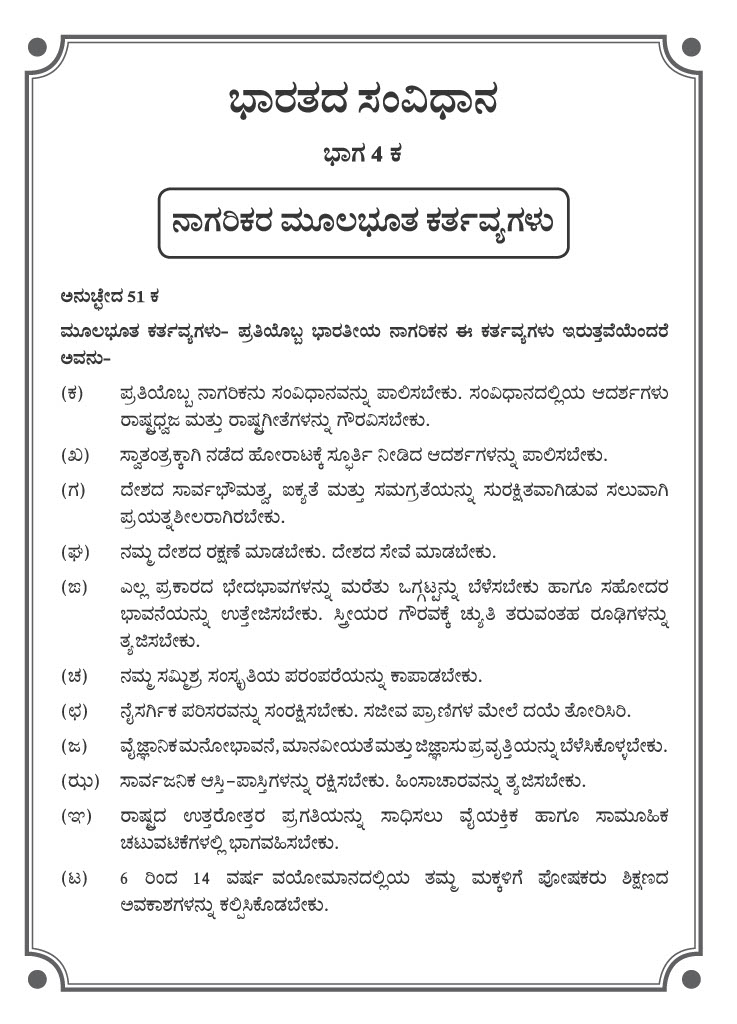 ಭಾರತದ ಸಂವಿಧಾನ
ಭಾಗ 4 ಕ
ನಾಗರಿಕರ ಮೂಲಭೂತ ಕರ್ತವ್ಯಗಳು
ಅನುಚ್ಛೇದ 51 ಕ
ಮೂಲಭೂತ ಕರ್ತವ್ಯಗಳು– ಪ್ರತಿಯೊಬ್ಬ ಭಾರತೀಯ ನಾಗರಿಕನ ಈ ಕರ್ತವ್ಯಗಳು ಇರುತ್ತವೆಯೆಂದರೆ
ಅವನು–
(ಕ) ಪ್ರತಿಯೊಬ್ಬ ನಾಗರಿಕನು ಸಂವಿಧಾನವನ್ನು ಪಾಲಿಸಬೇಕು. ಸಂವಿಧಾನದಲ್ಲಿಯ ಆದರ್ಶಗಳು
ರಾಷ್ಟ್ರಧ್ವಜ ಮತ್ತು ರಾಷ್ಟ್ರಗೀತೆಗಳನ್ನು ಗೌರವಿಸಬೇಕು.
(ಖ) ಸ್ವಾತಂತ್ರಕ್ಕಾಗಿ ನಡೆದ ಹೋರಾಟಕ್ಕೆ ಸ್ಫೂರ್ತಿ ನೀಡಿದ ಆದರ್ಶಗಳನ್ನು ಪಾಲಿಸಬೇಕು.
(ಗ) ದೇಶದ ಸಾರ್ವಭೌಮತ್ವ, ಐಕ್ಯತೆ ಮತ್ತು ಸಮಗ್ರತೆಯನ್ನು ಸುರಕ್ಷಿತವಾಗಿಡುವ ಸಲುವಾಗಿ
ಪ್ರಯತ್ನಶೀಲರಾಗಿರಬೇಕು.
(ಘ) ನಮ್ಮ ದೇಶದ ರಕ್ಷಣೆ ಮಾಡಬೇಕು. ದೇಶದ ಸೇವೆ ಮಾಡಬೇಕು.
(ಙ) ಎಲ್ಲ ಪ್ರಕಾರದ ಭೇದಭಾವಗಳನ್ನು ಮರೆತು ಒಗ್ಗಟ್ಟನ್ನು ಬೆಳೆಸಬೇಕು ಹಾಗೂ ಸಹೋದರ
ಭಾವನೆಯನ್ನು ಉತ್ತೇಜಿಸಬೇಕು. ಸ್ತ್ರೀಯರ ಗೌರವಕ್ಕೆ ಚ್ಯುತಿ ತರುವಂತಹ ರೂಢಿಗಳನ್ನು
ತ್ಯಜಿಸಬೇಕು.
(ಚ) ನಮ್ಮ ಸಮ್ಮಿಶ್ರ ಸಂಸ್ಕೃತಿಯ ಪರಂಪರೆಯನ್ನು ಕಾಪಾಡಬೇಕು.
(ಛ) ನೈಸರ್ಗಿಕ ಪರಿಸರವನ್ನು ಸಂರಕ್ಷಿಸಬೇಕು. ಸಜೀವ ಪ್ರಾಣಿಗಳ ಮೇಲೆ ದಯೆ ತೋರಿಸಿರಿ.
(ಜ) ವೈಜ್ಞಾನಿಕ ಮನೋಭಾವನೆ, ಮಾನವೀಯತೆ ಮತ್ತು ಜಿಜ್ಞಾಸು ಪ್ರವೃತ್ತಿಯನ್ನು ಬೆಳೆಸಿಕೊಳ್ಳಬೇಕು.
(ಝ) ಸಾರ್ವಜನಿಕ ಆಸ್ತಿ–ಪಾಸ್ತಿಗಳನ್ನು ರಕ್ಷಿಸಬೇಕು. ಹಿಂಸಾಚಾರವನ್ನು ತ್ಯಜಿಸಬೇಕು.
(ಞ) ರಾಷ್ಟ್ರದ ಉತ್ತರೋತ್ತರ ಪ್ರಗತಿಯನ್ನು ಸಾಧಿಸಲು ವೈಯಕ್ತಿಕ ಹಾಗೂ ಸಾಮೂಹಿಕ
ಚಟುವಟಿಕೆಗಳಲ್ಲಿ ಭಾಗವಹಿಸಬೇಕು.
(ಟ) 6 ರಿಂದ 14 ವರ್ಷ ವಯೋಮಾನದಲ್ಲಿಯ ತಮ್ಮ ಮಕ್ಕಳಿಗೆ ಪೋಷಕರು ಶಿಕ್ಷಣದ
ಅವಕಾಶಗಳನ್ನು ಕಲ್ಪಿಸಿಕೊಡಬೇಕು.